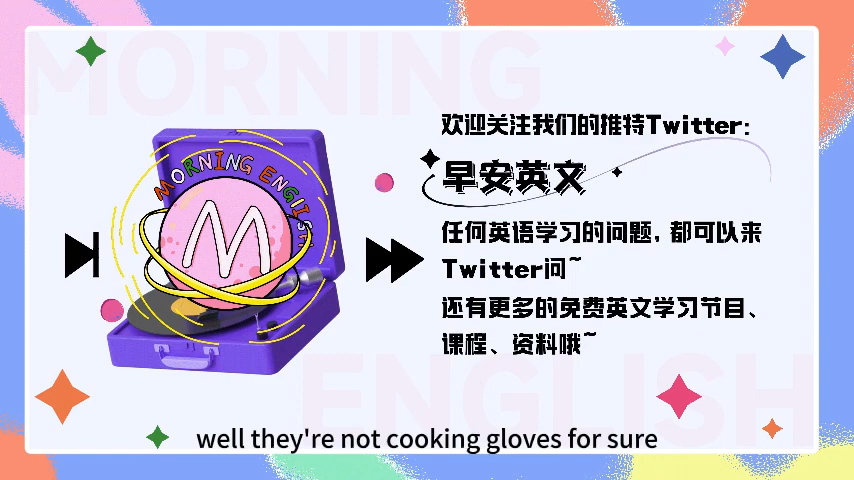 MORNING
MORNING ENGLISH
M
欢迎关注我们的推特Twitter:
早安英文
任何英语学习的问题,都可以来
Twitter问~
还有更多的免费英文学习节目、
课程、资料哦~
ENGLISH
well they're not cooking gloves for sure